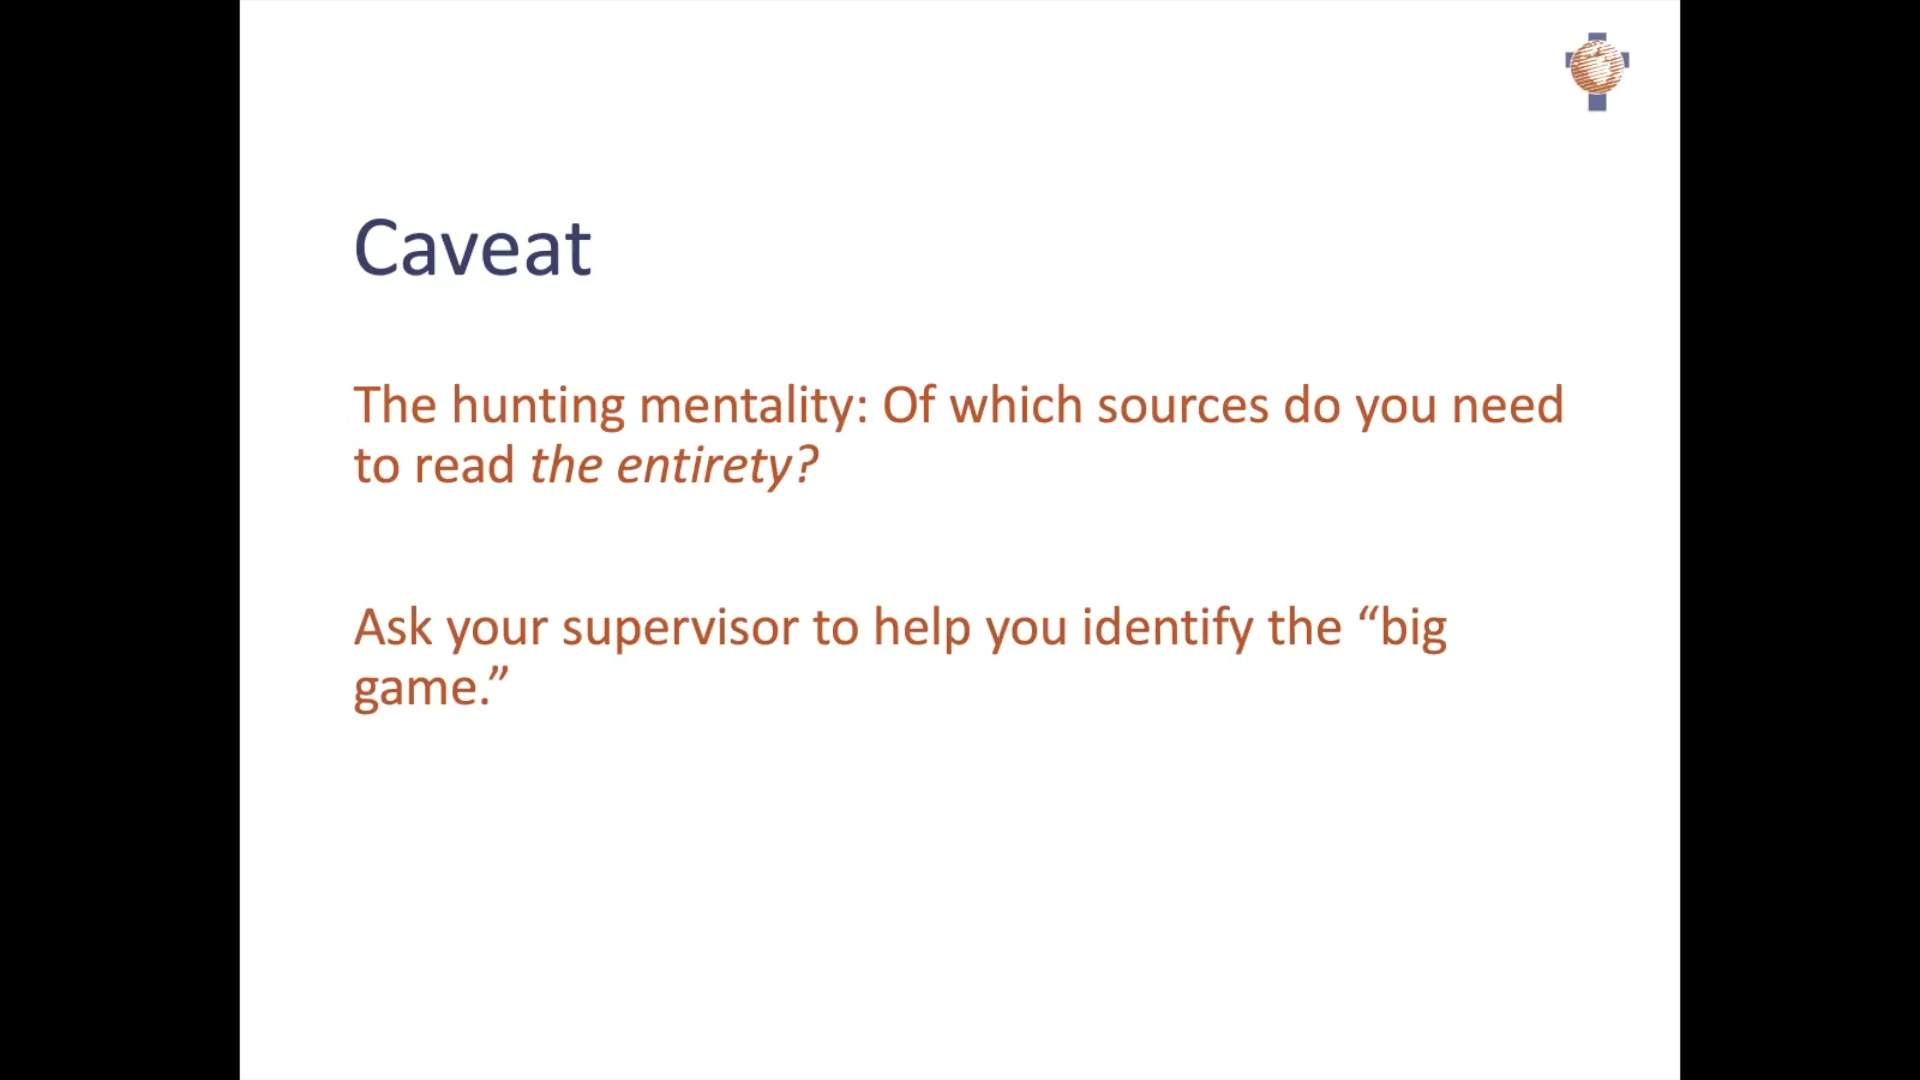 Caveat
The hunting mentality: Of which sources do you need
to read the entirety?
Ask your supervisor to help you identify the “big
game.”